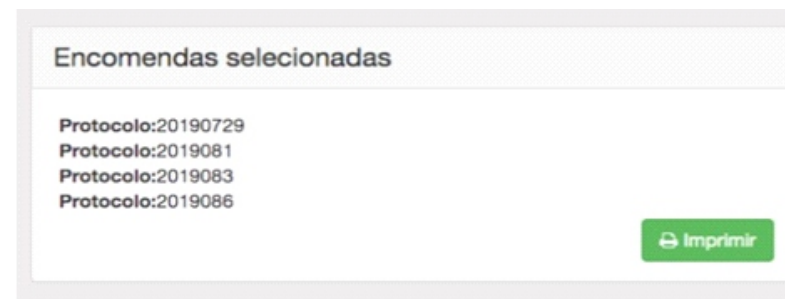 Encomendas selecionadas
Protocolo:20190729
Protocolo:2019081
Protocolo:2019083
Protocolo:2019086
Imprimir